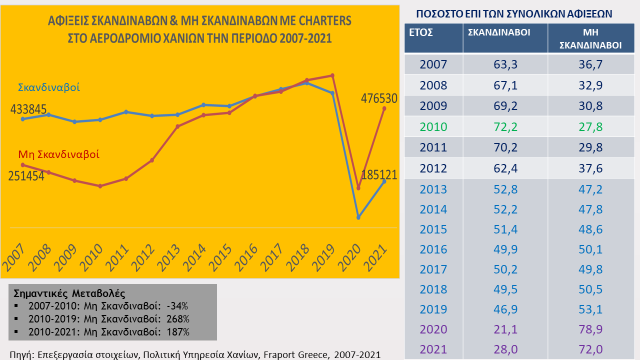 ΑΦΙΞΕΙΣ ΣΚΑΝΔΙΝΑΒΩΝ & ΜΗ ΣΚΑΝΔΙΝΑΒΩΝ ΜΕ CHARTERS
ΣΤΟ ΑΕΡΟΔΡΟΜΙΟ ΧΑΝΙΩΝ ΤΗΝ ΠΕΡΙΟΔΟ 2007-2021
Σκανδιναβοί
433845
476530
Μη Σκανδιναβοί
251454
185121
2007 2008 2009 2010 2011 2012 2013 2014 2015 2016 2017 2018 2019 2020 2021
Σημαντικές Μεταβολές
▪ 2007-2010: Μη Σκανδιναβοί: -34%
▪ 2010-2019: Μη Σκανδιναβοί: 268%
▪ 2010-2021: Μη Σκανδιναβοί: 187%
Πηγή: Επεξεργασία στοιχείων, Πολιτική Υπηρεσία Χανίων, Fraport Greece, 2007-2021
ΠΟΣΟΣΤΟ ΕΠΙ ΤΩΝ ΣΥΝΟΛΙΚΩΝ ΑΦΙΞΕΩΝ
ΕΤΟΣ ΣΚΑΝΔΙΝΑΒΟΙ ΜΗ
ΣΚΑΝΔΙΝΑΒΟΙ
2007 63,3 36,7
2008 67,1 32,9
2009 69,2 30,8
2010 72,2 27,8
2011 70,2 29,8
2012 62,4 37,6
2013 52,8 47,2
2014 52,2 47,8
2015 51,4 48,6
2016 49,9 50,1
2017 50,2 49,8
2018 49,5 50,5
2019 46,9 53,1
2020 21,1 78,9
2021 28,0 72,0